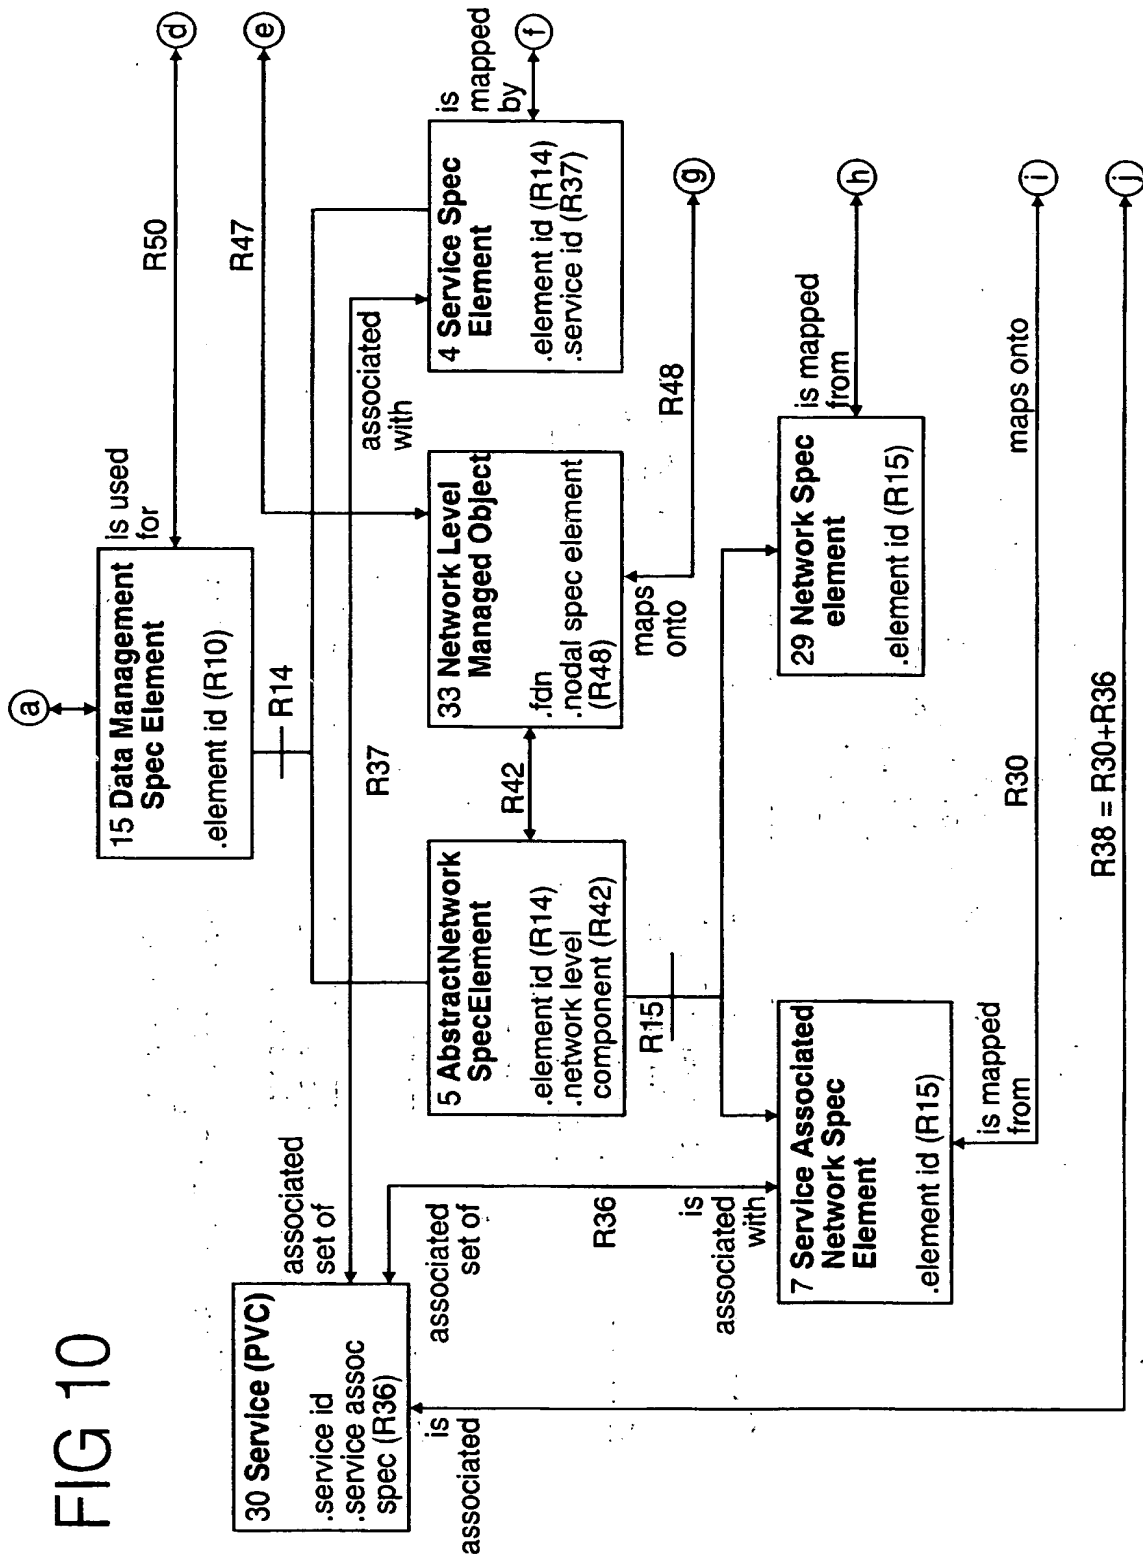 FIG 10
a
d
e
f
g
h
i
j
15 Data Management
Spec Element
.element id (R10)
is used
for
R50
R47
R14
30 Service (PVC)
.service id
.service assoc
spec (R36)
associated
set of
R37
associated
with
associated
set of
is
associated
5 AbstractNetwork
SpecElement
.element id (R14)
.network level
component (R42)
R42
33 Network Level
Managed Object
.fdn
.nodal spec element
(R48)
4 Service Spec
Element
.element id (R14)
.service id (R37)
is
mapped
by
maps
onto
R48
R36
R15
is
associated
with
7 Service Associated
Network Spec
Element
.element id (R15)
29 Network Spec
element
.element id (R15)
is mapped
from
is mapped
from
R30
maps onto
R38 = R30+R36